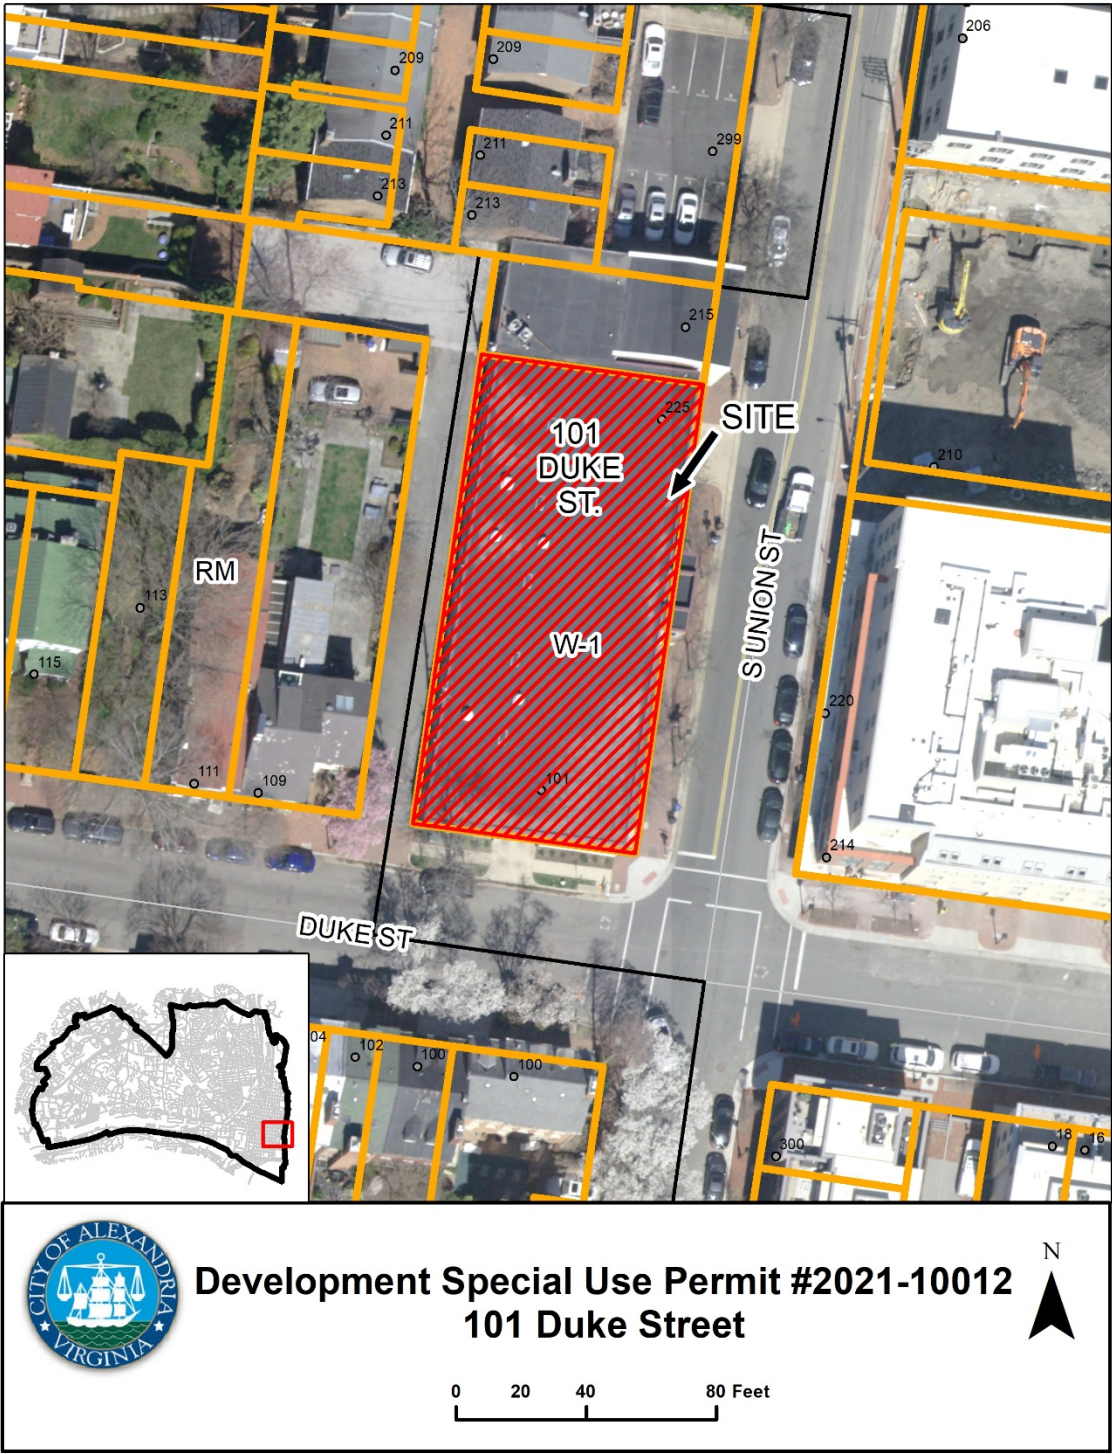 206
209
209
211
299
211
213
213
215
225
SITE
101
DUKE
ST.
210
S UNION ST
RM
113
W-1
115
220
101
111
109
214
DUKE ST
04
102
100
100
18
16
300
CITY OF ALEXANDRIA
VIRGINIA
Development Special Use Permit #2021-10012
101 Duke Street
N
0 20 40 80 Feet